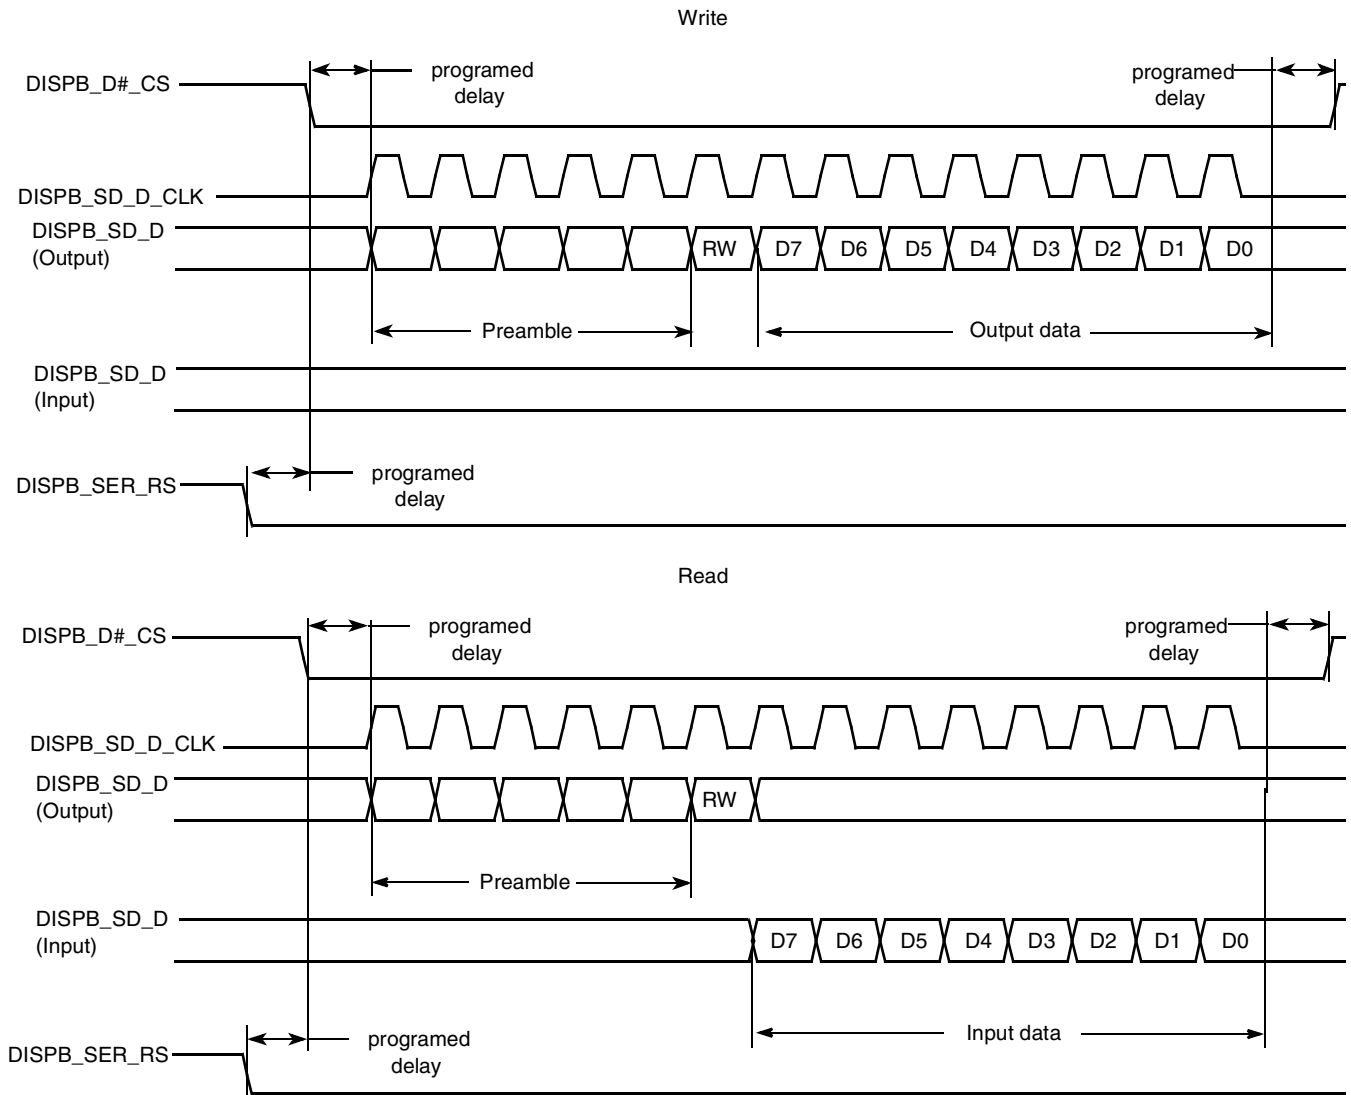 Write
DISPB_D#_CS
programed
delay
programed
delay
DISPB_SD_D_CLK
DISPB_SD_D
(Output)
RW D7 D6 D5 D4 D3 D2 D1 D0
Preamble
Output data
DISPB_SD_D
(Input)
DISPB_SER_RS
programed
delay
Read
DISPB_D#_CS
programed
delay
programed
delay
DISPB_SD_D_CLK
DISPB_SD_D
(Output)
RW
Preamble
DISPB_SD_D
(Input)
D7 D6 D5 D4 D3 D2 D1 D0
Input data
DISPB_SER_RS
programed
delay